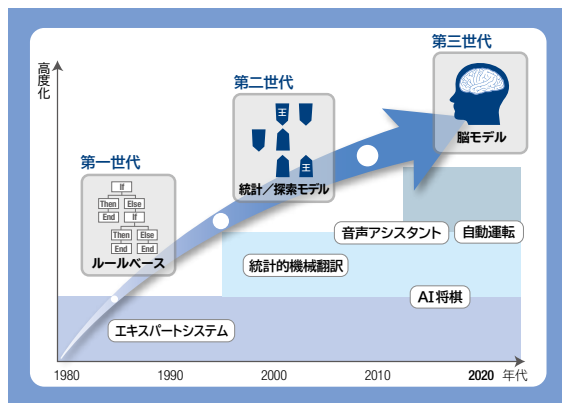 高度化
第一世代
If
Then Else
End If
Then Else
End End
ルールベース
第二世代
王
王
統計／探索モデル
第三世代
脳モデル
音声アシスタント
自動運転
統計的機械翻訳
AI将棋
エキスパートシステム
1980 1990 2000 2010 2020 年代